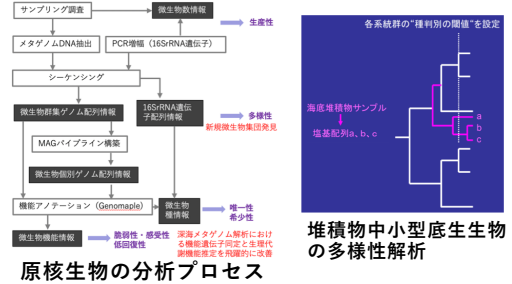 サンプリング調査
微生物数情報
生産性
メタゲノムDNA抽出
PCR増幅（16SrRNA遺伝子）
シーケンシング
微生物群集ゲノム配列情報
16SrRNA遺伝
子配列情報
多様性
新規微生物集団発見
MAGパイプライン構築
微生物個別ゲノム配列情報
機能アノテーション（Genomaple）
微生物
種情報
唯一性
希少性
微生物機能情報
脆弱性・感受性
低回復性
深海メタゲノム解析における
機能遺伝子同定と生理代
謝機能推定を飛躍的に改善
原核生物の分析プロセス
各系統群の“種判別の閾値”を設定
海底堆積物サンプル
塩基配列a、b、c
a
b
c
堆積物中小型底生生物
の多様性解析